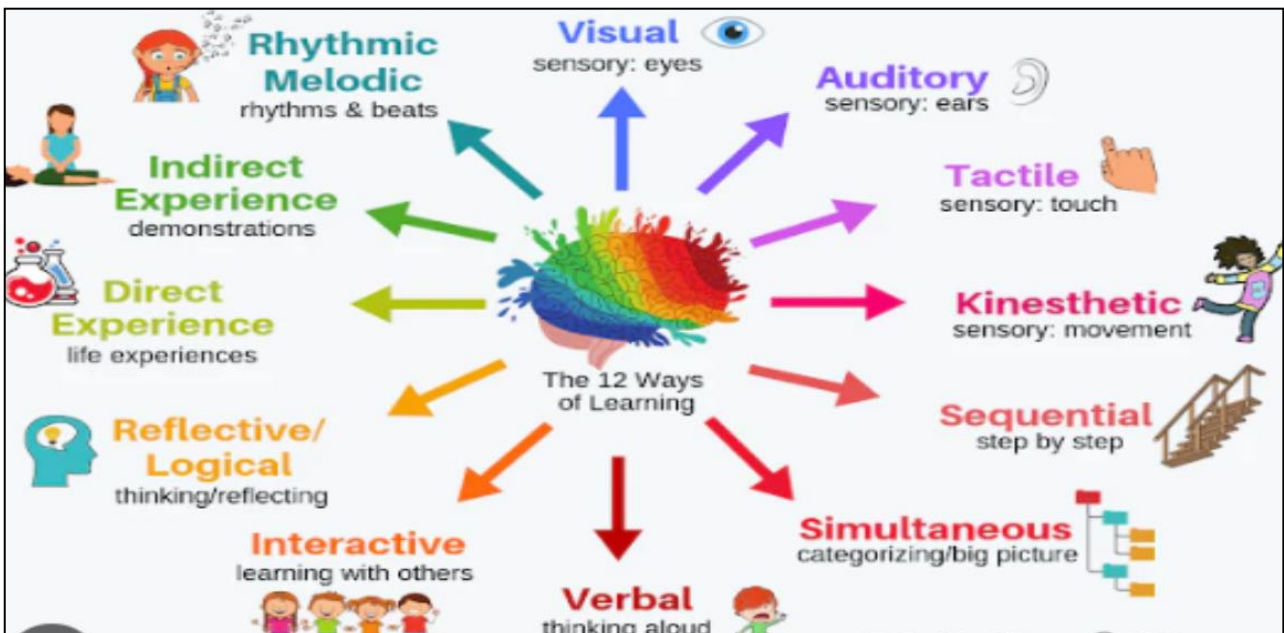 Visual
sensory: eyes
Auditory
sensory: ears
Tactile
sensory: touch
Kinesthetic
sensory: movement
Sequential
step by step
Simultaneous
categorizing/big picture
Verbal
thinking aloud
Interactive
learning with others
Reflective/
Logical
thinking/reflecting
Direct
Experience
life experiences
Indirect
Experience
demonstrations
Rhythmic
Melodic
rhythms & beats
The 12 Ways
of Learning